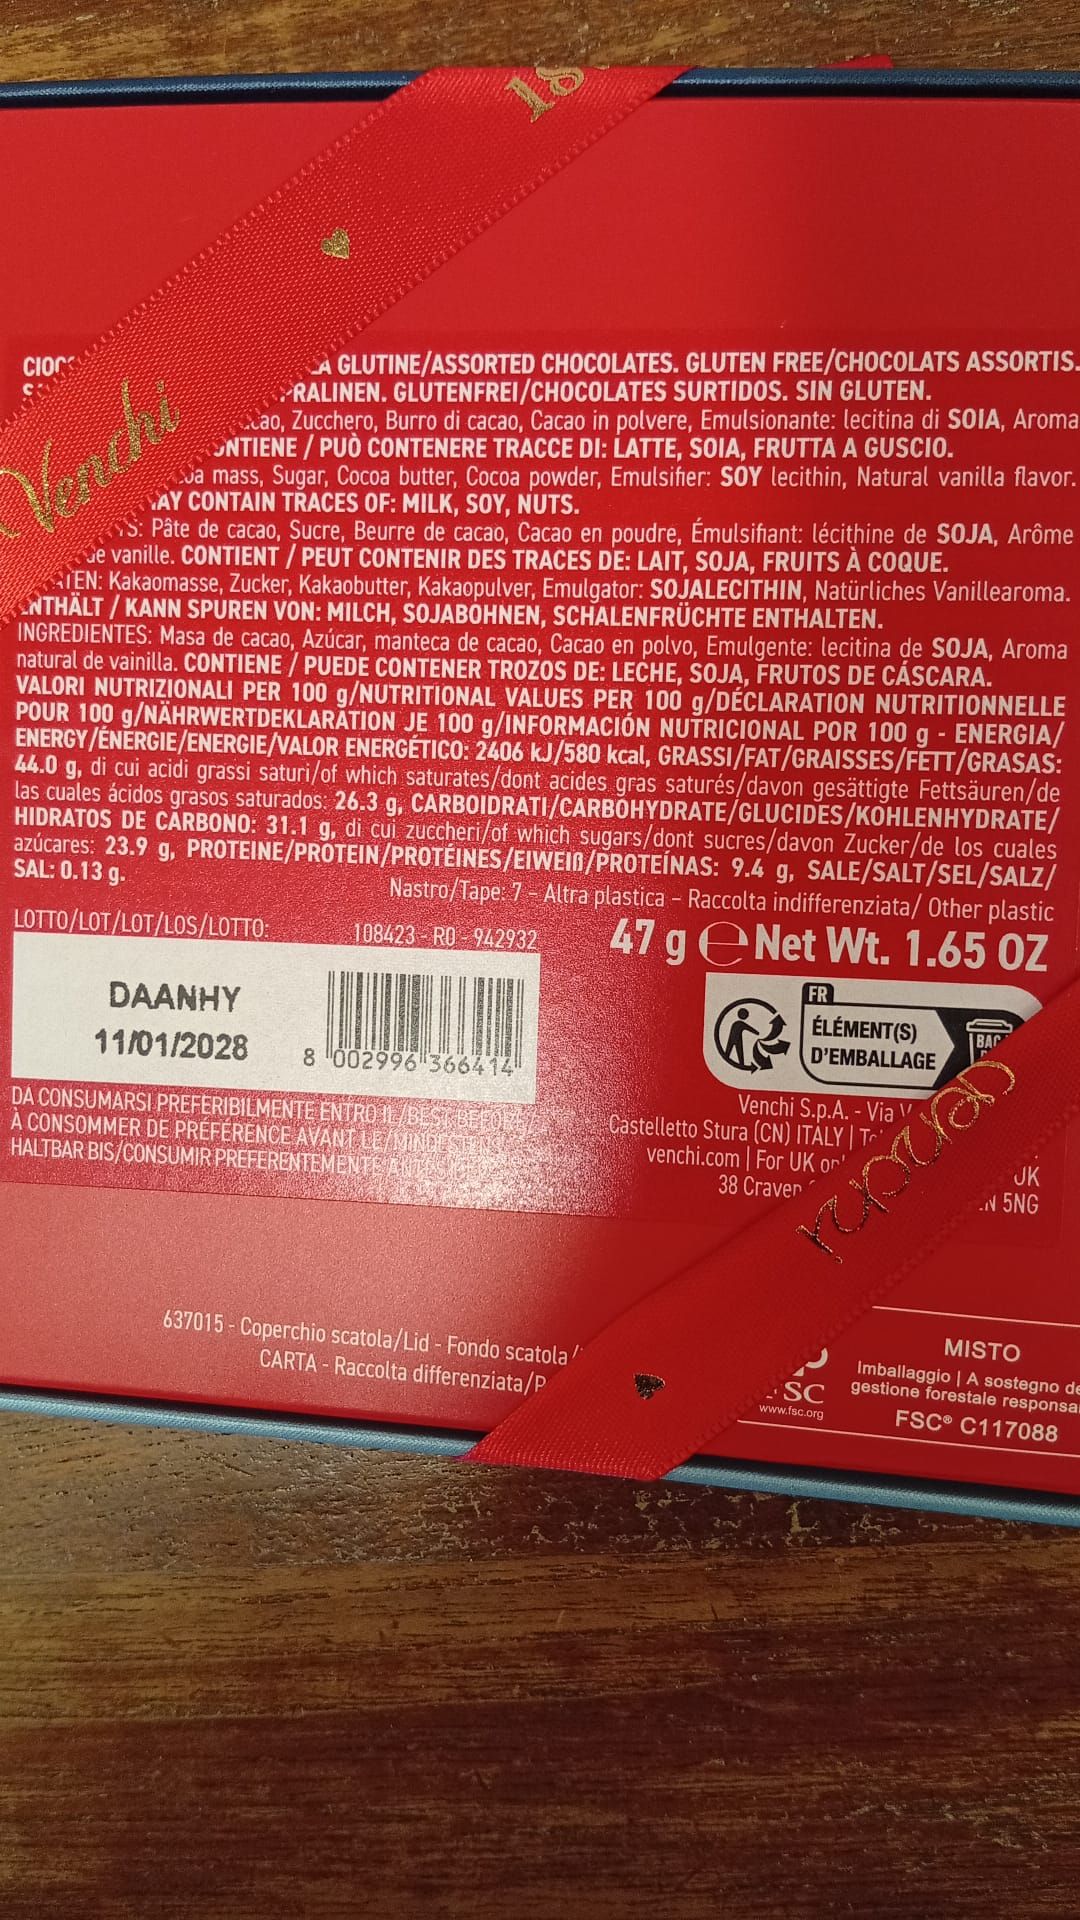 Venchi
18
CIOC
LA GLUTINE/ASSORTED CHOCOLATES. GLUTEN FREE/CHOCOLATS ASSORTIS.
PRALINEN. GLUTENFREI/CHOCOLATES SURTIDOS. SIN GLUTEN.
cao, Zucchero, Burro di cacao, Cacao in polvere, Emulsionante: lecitina di SOIA, Aroma
ONTIENE / PUÒ CONTENERE TRACCE DI: LATTE, SOIA, FRUTTA A GUSCIO.
mass, Sugar, Cocoa butter, Cocoa powder, Emulsifier: SOY lecithin, Natural vanilla flavor.
AY CONTAIN TRACES OF: MILK, SOY, NUTS.
S: Pâte de cacao, Sucre, Beurre de cacao, Cacao en poudre, Émulsifiant: lécithine de SOJA, Arôme
de vanille. CONTIENT / PEUT CONTENIR DES TRACES DE: LAIT, SOJA, FRUITS À COQUE.
TEN: Kakaomasse, Zucker, Kakaobutter, Kakaopulver, Emulgator: SOJALECITHIN, Natürliches Vanillearoma.
ENTHÄLT / KANN SPUREN VON: MILCH, SOJABOHNEN, SCHALENFRÜCHTE ENTHALTEN.
INGREDIENTES: Masa de cacao, Azúcar, manteca de cacao, Cacao en polvo, Emulgente: lecitina de SOJA, Aroma
natural de vainilla. CONTIENE / PUEDE CONTENER TROZOS DE: LECHE, SOJA, FRUTOS DE CÁSCARA.
VALORI NUTRIZIONALI PER 100 g/NUTRITIONAL VALUES PER 100 g/DÉCLARATION NUTRITIONNELLE
POUR 100 g/NÄHRWERTDEKLARATION JE 100 g/INFORMACIÓN NUTRICIONAL POR 100 g - ENERGIA/
ENERGY/ÉNERGIE/ENERGIE/VALOR ENERGÉTICO: 2406 kJ/580 kcal, GRASSI/FAT/GRAISSES/FETT/GRASAS:
44.0 g, di cui acidi grassi saturi/of which saturates/dont acides gras saturés/davon gesättigte Fettsäuren/de
las cuales ácidos grasos saturados: 26.3 g, CARBOIDRATI/CARBOHYDRATE/GLUCIDES/KOHLENHYDRATE/
HIDRATOS DE CARBONO: 31.1 g, di cui zuccheri/of which sugars/dont sucres/davon Zucker/de los cuales
azúcares: 23.9 g, PROTEINE/PROTEIN/PROTÉINES/EIWEIß/PROTEÍNAS: 9.4 g, SALE/SALT/SEL/SALZ/
SAL: 0.13 g.
Nastro/Tape: 7 - Altra plastica - Raccolta indifferenziata/ Other plastic
LOTTO/LOT/LOT/LOS/LOTTO:
108423 - R0 - 942932
47 g e Net Wt. 1.65 OZ
DAANHY
11/01/2028
8 002996 366414
FR
ÉLÉMENT(S)
D'EMBALLAGE
BAC
DA CONSUMARSI PREFERIBILMENTE ENTRO IL/BEST BEFORE/
À CONSOMMER DE PRÉFÉRENCE AVANT LE/MINDESTENS
HALTBAR BIS/CONSUMIR PREFERENTEMENTE ANTES
Venchi S.p.A. - Via
Castelletto Stura (CN) ITALY |
venchi.com | For UK
UK
38 Craven
5NG
Venchi
637015 - Coperchio scatola/Lid - Fondo scatola/
CARTA - Raccolta differenziata/P
FSC
www.fsc.org
MISTO
Imballaggio | A sostegno de
gestione forestale responsa
FSC® C117088